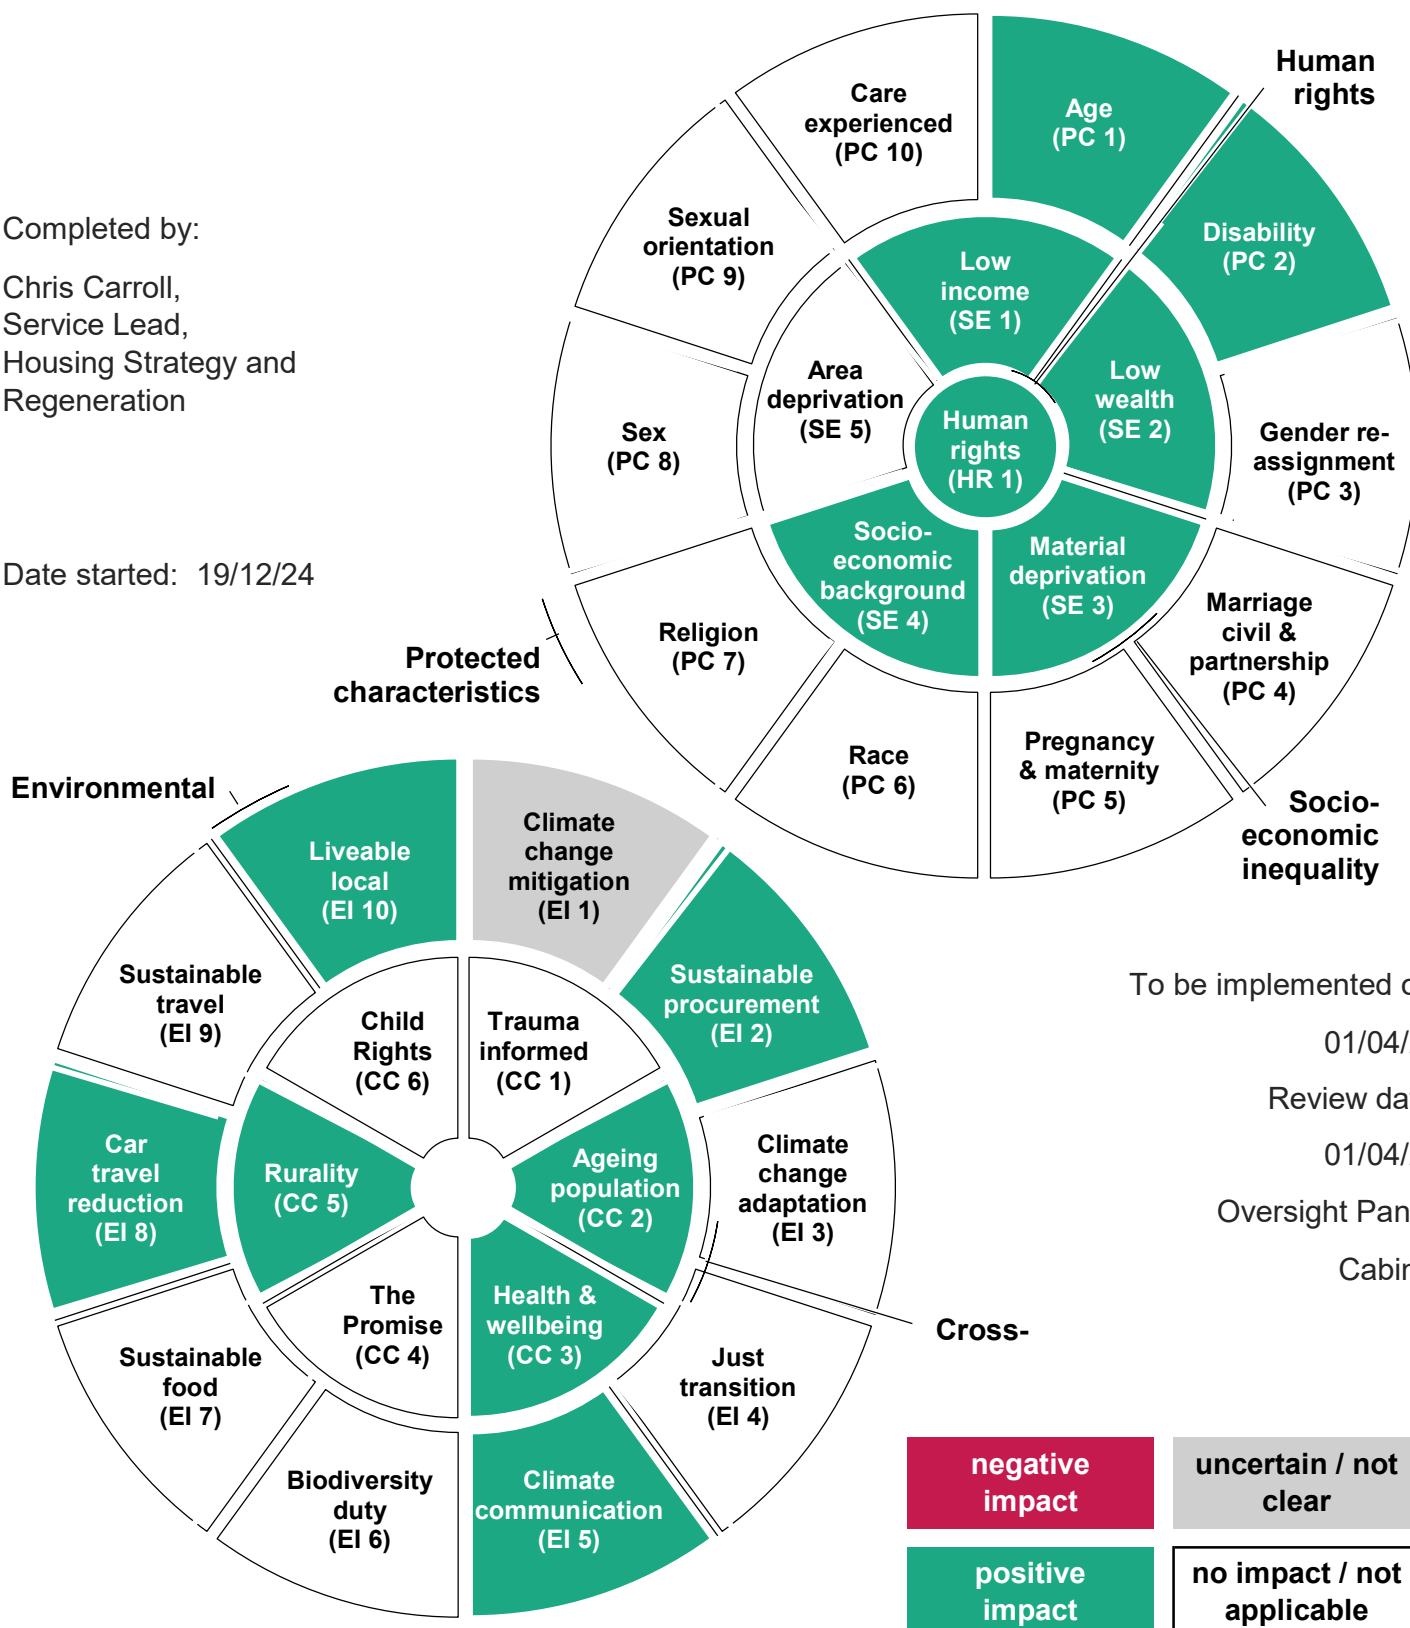 Completed by:
Chris Carroll,
Service Lead,
Housing Strategy and
Regeneration
Date started: 19/12/24
Human
rights
Care
experienced
(PC 10)
Age
(PC 1)
Sexual
orientation
(PC 9)
Disability
(PC 2)
Low
income
(SE 1)
Area
deprivation
(SE 5)
Low
wealth
(SE 2)
Human
rights
(HR 1)
Sex
(PC 8)
Gender re-
assignment
(PC 3)
Socio-
economic
background
(SE 4)
Material
deprivation
(SE 3)
Marriage
civil &
partnership
(PC 4)
Religion
(PC 7)
Protected
characteristics
Race
(PC 6)
Pregnancy
& maternity
(PC 5)
Socio-
economic
inequality
Environmental
Liveable
local
(EI 10)
Climate
change
mitigation
(EI 1)
Sustainable
travel
(EI 9)
Sustainable
procurement
(EI 2)
Child
Rights
(CC 6)
Trauma
informed
(CC 1)
Car
travel
reduction
(EI 8)
Rurality
(CC 5)
Ageing
population
(CC 2)
Climate
change
adaptation
(EI 3)
The
Promise
(CC 4)
Health &
wellbeing
(CC 3)
Sustainable
food
(EI 7)
Just
transition
(EI 4)
Biodiversity
duty
(EI 6)
Climate
communication
(EI 5)
Cross-
To be implemented
01/04/
Review
01/04/
Oversight
negative
impact
uncertain / not
clear
positive
impact
no impact / not
applicable